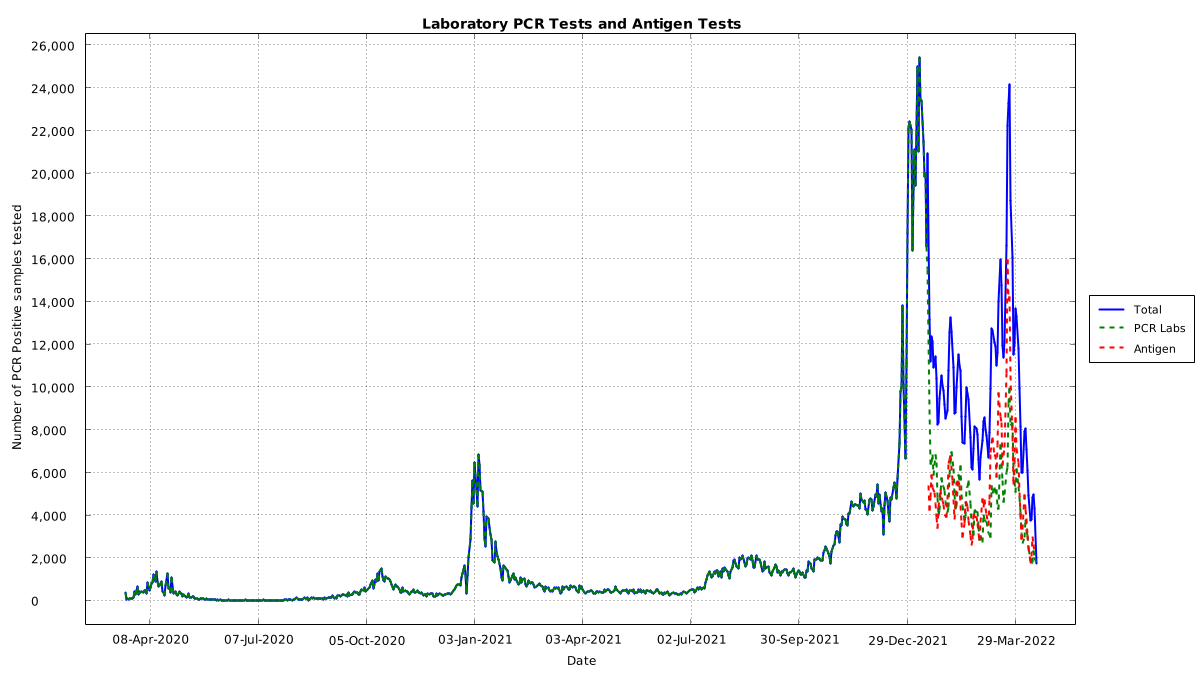 Laboratory PCR Tests and Antigen Tests
26,000
24,000
22,000
20,000
18,000
16,000
14,000
12,000
10,000
8,000
6,000
4,000
2,000
0
Number of PCR Positive samples tested
08-Apr-2020
07-Jul-2020
05-Oct-2020
03-Jan-2021
03-Apr-2021
02-Jul-2021
30-Sep-2021
29-Dec-2021
29-Mar-2022
Date
Total
PCR Labs
Antigen